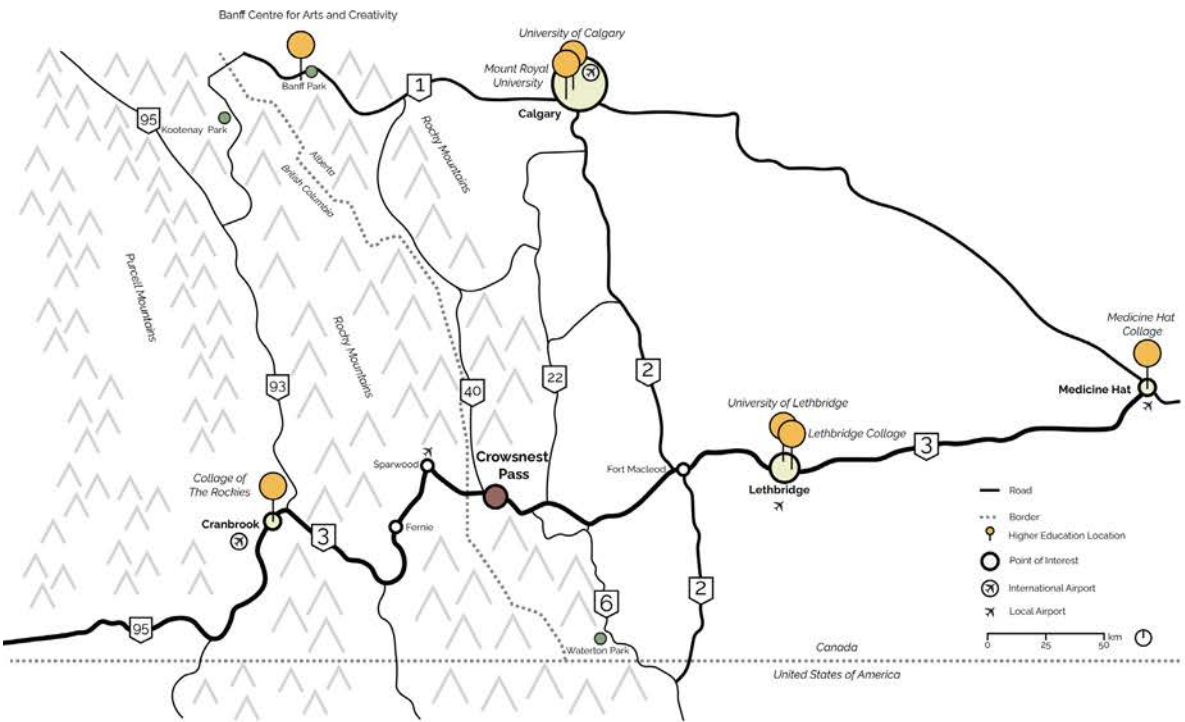 Banff Centre for Arts and Creativity
University of Calgary
Mount Royal
University
Banff Park
1
Calgary
95
Kootenay Park
Rochy Mountains
Alberta
British Columbia
Purcell Mountains
Rochy Mountains
93
40
22
2
Medicine Hat
Collage
Medicine Hat
University of Lethbridge
Lethbridge Collage
3
Sparwood
Crowsnest
Pass
Fort Macleod
Lethbridge
Collage of
The Rockies
Cranbrook
3
Fernie
Road
Border
Higher Education Location
Point of Interest
International Airport
Local Airport
0 25 50 km
95
6
2
Waterton Park
Canada
United States of America